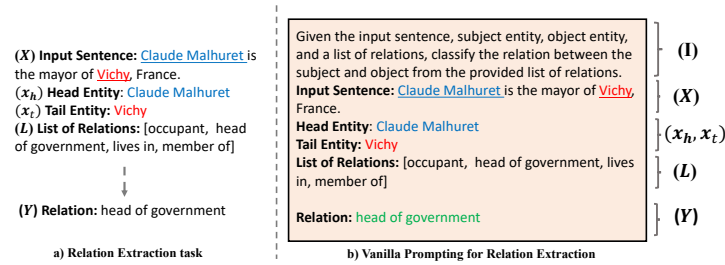 (X) Input Sentence: Claude Malhuret is
the mayor of Vichy, France.
(x_h) Head Entity: Claude Malhuret
(x_t) Tail Entity: Vichy
(L) List of Relations: [occupant, head
of government, lives in, member of]
(Y) Relation: head of government
a) Relation Extraction task
Given the input sentence, subject entity, object entity,
and a list of relations, classify the relation between the
subject and object from the provided list of relations.
Input Sentence: Claude Malhuret is the mayor of Vichy,
France.
Head Entity: Claude Malhuret
Tail Entity: Vichy
List of Relations: [occupant, head of government, lives
in, member of]
Relation: head of government
b) Vanilla Prompting for Relation Extraction
(I)
(X)
(x_h, x_t)
(L)
(Y)